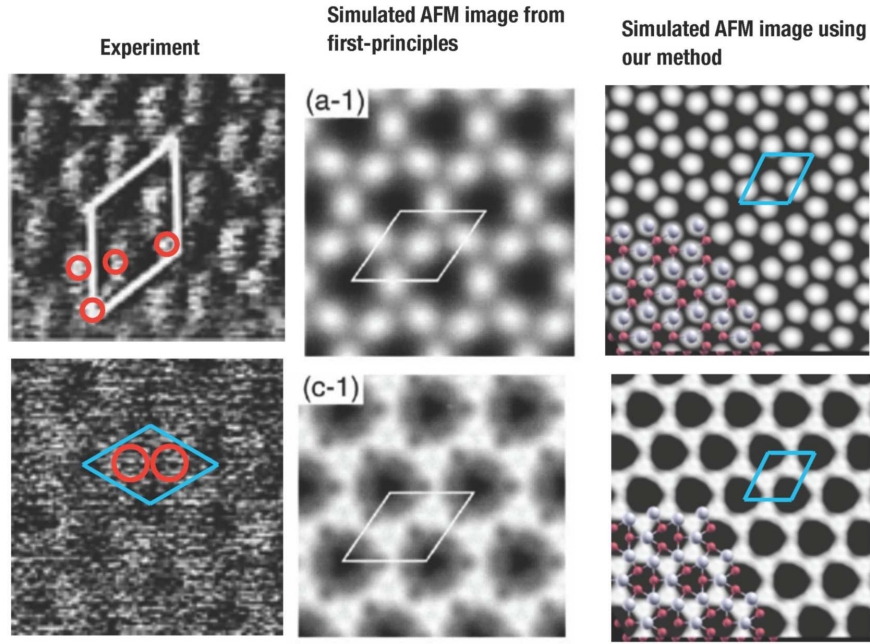 Experiment
Simulated AFM image from
first-principles
Simulated AFM image using
our method
(a-1)
(c-1)